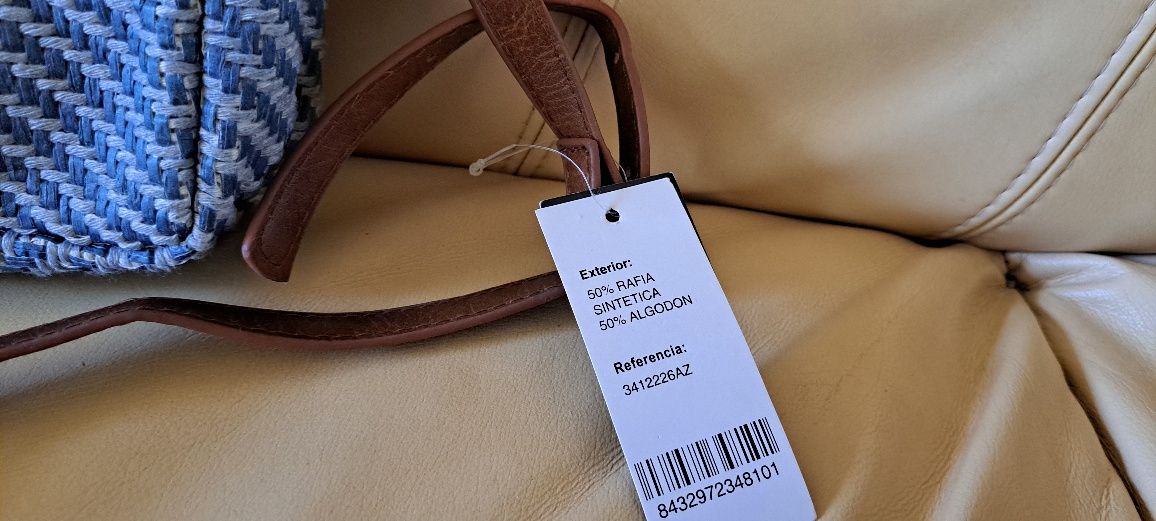 Exterior:
50% RAFIA
SINTETICA
50% ALGODON
Referencia:
3412226AZ
8432972348101